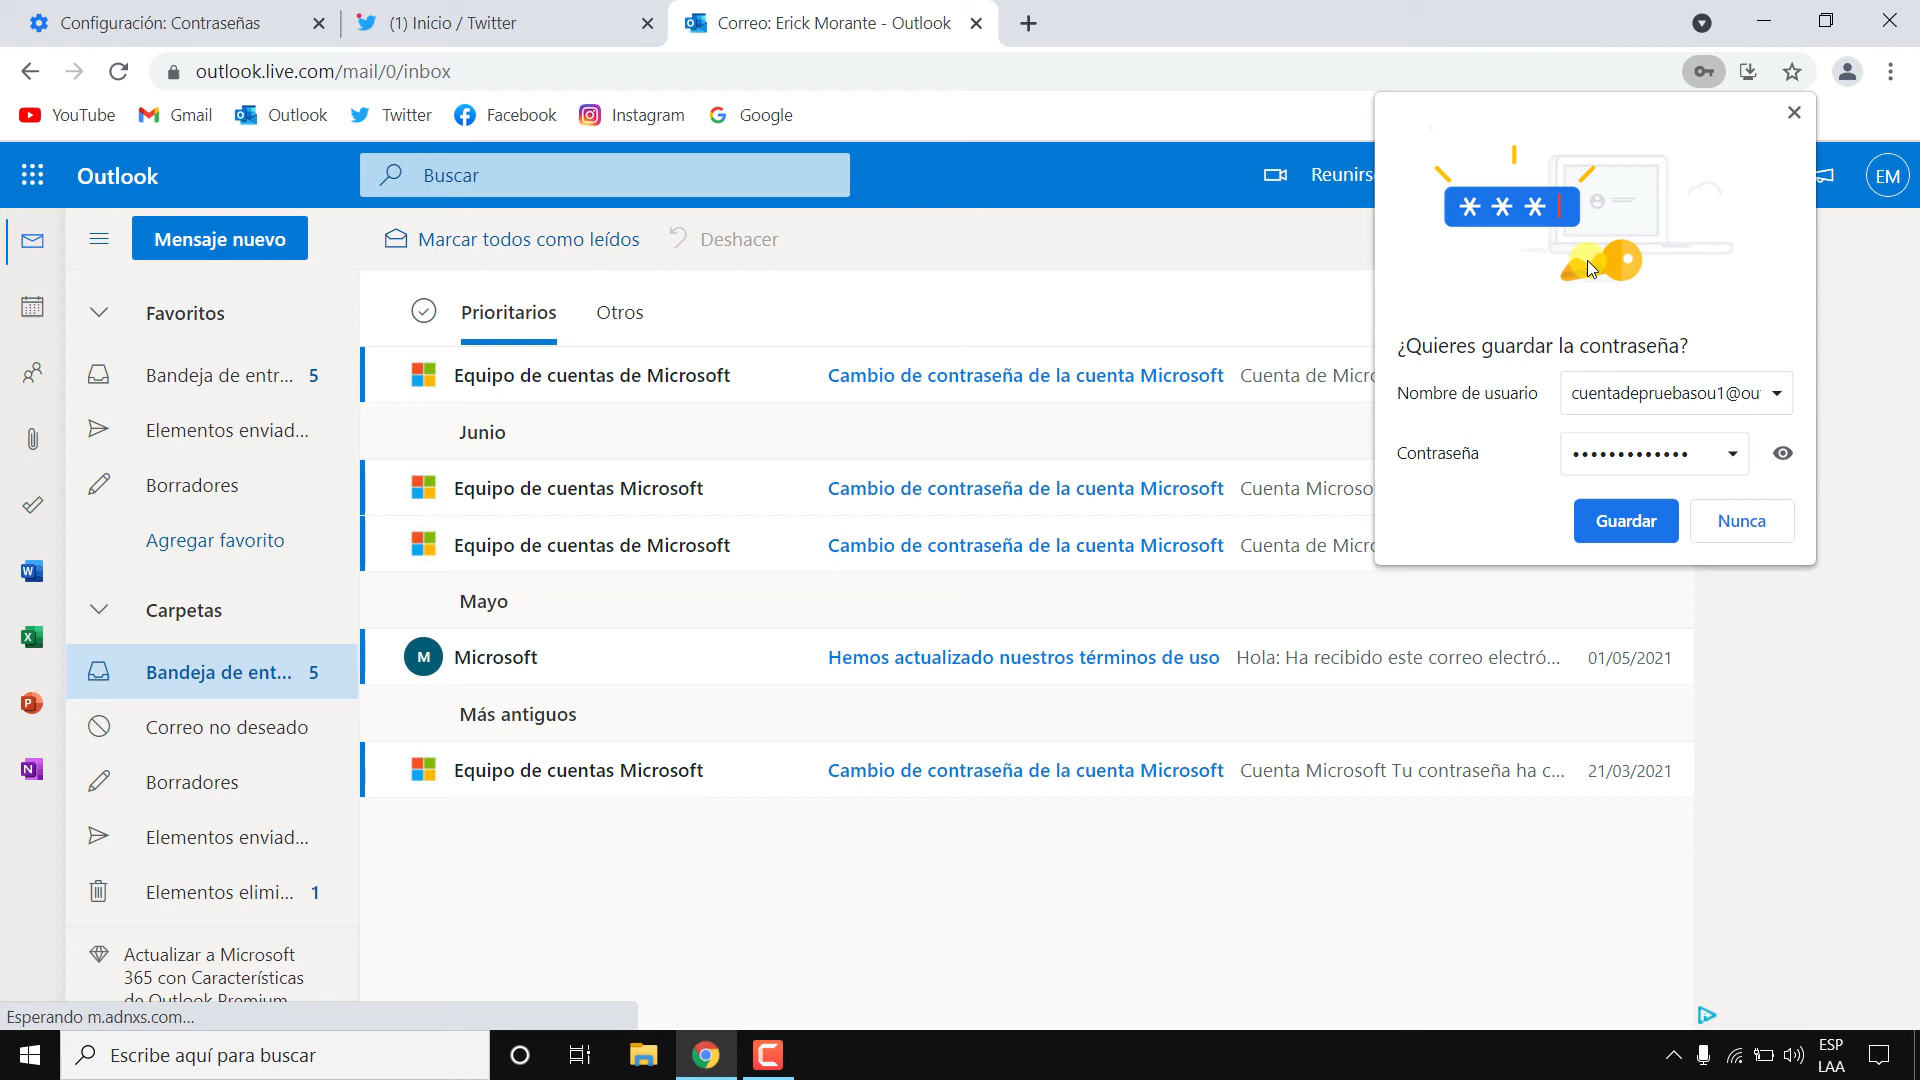 Configuración: Contraseñas
(1) Inicio / Twitter
Correo: Erick Morante - Outlook
outlook.live.com/mail/0/inbox
YouTube
Gmail
Outlook
Twitter
Facebook
Instagram
Google
Outlook
Buscar
Reunirs
EM
Mensaje nuevo
Marcar todos como leídos
Deshacer
Favoritos
Bandeja de entr... 5
Elementos enviad...
Borradores
Agregar favorito
Carpetas
Bandeja de ent... 5
Correo no deseado
Borradores
Elementos enviad...
Elementos elimi... 1
Actualizar a Microsoft
365 con Características
de Outlook Premium
Prioritarios
Otros
Equipo de cuentas de Microsoft Cambio de contraseña de la cuenta Microsoft Cuenta de Micro
Junio
Equipo de cuentas Microsoft Cambio de contraseña de la cuenta Microsoft Cuenta Microso
Equipo de cuentas de Microsoft Cambio de contraseña de la cuenta Microsoft Cuenta de Micro
Mayo
M Microsoft Hemos actualizado nuestros términos de uso Hola: Ha recibido este correo electró... 01/05/2021
Más antiguos
Equipo de cuentas Microsoft Cambio de contraseña de la cuenta Microsoft Cuenta Microsoft Tu contraseña ha c... 21/03/2021
* * *
¿Quieres guardar la contraseña?
Nombre de usuario cuentadepruebasou1@ou
Contraseña •••••••••••••
Guardar
Nunca
W
X
P
N
Esperando m.adnxs.com...
Escribe aquí para buscar
ESP
LAA